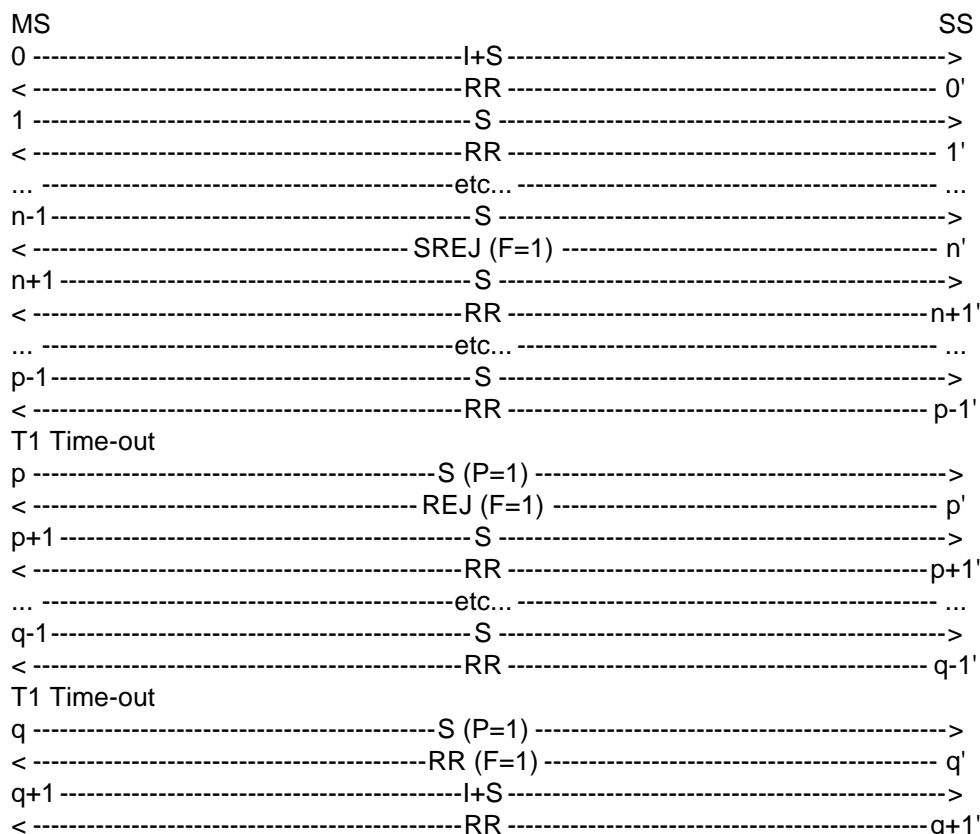 MS SS
0 ---------------------------------------------------I+S ---------------------------------------------------->
< ---------------------------------------------------RR --------------------------------------------------- 0'
1 ---------------------------------------------------- S ----------------------------------------------------->
< ---------------------------------------------------RR --------------------------------------------------- 1'
... -------------------------------------------------etc... -------------------------------------------------- ...
n-1-------------------------------------------------- S ----------------------------------------------------->
< --------------------------------------------- SREJ (F=1) --------------------------------------------- n'
n+1 ------------------------------------------------- S ----------------------------------------------------->
< ---------------------------------------------------RR --------------------------------------------------n+1'
... -------------------------------------------------etc... -------------------------------------------------- ...
p-1-------------------------------------------------- S ----------------------------------------------------->
< ---------------------------------------------------RR -------------------------------------------------- p-1'
T1 Time-out
p ------------------------------------------------S (P=1) ------------------------------------------------->
< ---------------------------------------------- REJ (F=1) ---------------------------------------------- p'
p+1 ------------------------------------------------- S ----------------------------------------------------->
< ---------------------------------------------------RR --------------------------------------------------p+1'
... -------------------------------------------------etc... -------------------------------------------------- ...
q-1-------------------------------------------------- S ----------------------------------------------------->
< ---------------------------------------------------RR -------------------------------------------------- q-1'
T1 Time-out
q ------------------------------------------------S (P=1) ------------------------------------------------->
< -----------------------------------------------RR (F=1) ----------------------------------------------- q'
q+1 ------------------------------------------------I+S ---------------------------------------------------->
< ---------------------------------------------------RR --------------------------------------------------q+1'